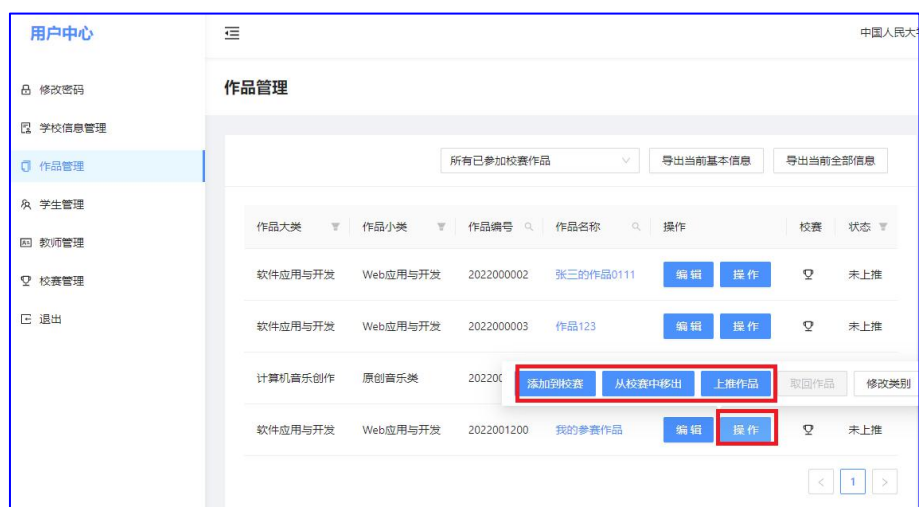 用户中心
中国人民大学
作品管理
修改密码
学校信息管理
作品管理
学生管理
教师管理
校赛管理
退出
所有已参加校赛作品 导出当前基本信息 导出当前全部信息
作品大类 作品小类 作品编号 作品名称 操作 校赛 状态
软件应用与开发 Web应用与开发 2022000002 张三的作品0111 编辑 操作 未上推
软件应用与开发 Web应用与开发 2022000003 作品123 编辑 操作 未上推
计算机音乐创作 原创音乐类 20220
添加到校赛 从校赛中移出 上推作品 取回作品 修改类别
软件应用与开发 Web应用与开发 2022001200 我的参赛作品 编辑 操作 未上推
< 1 >